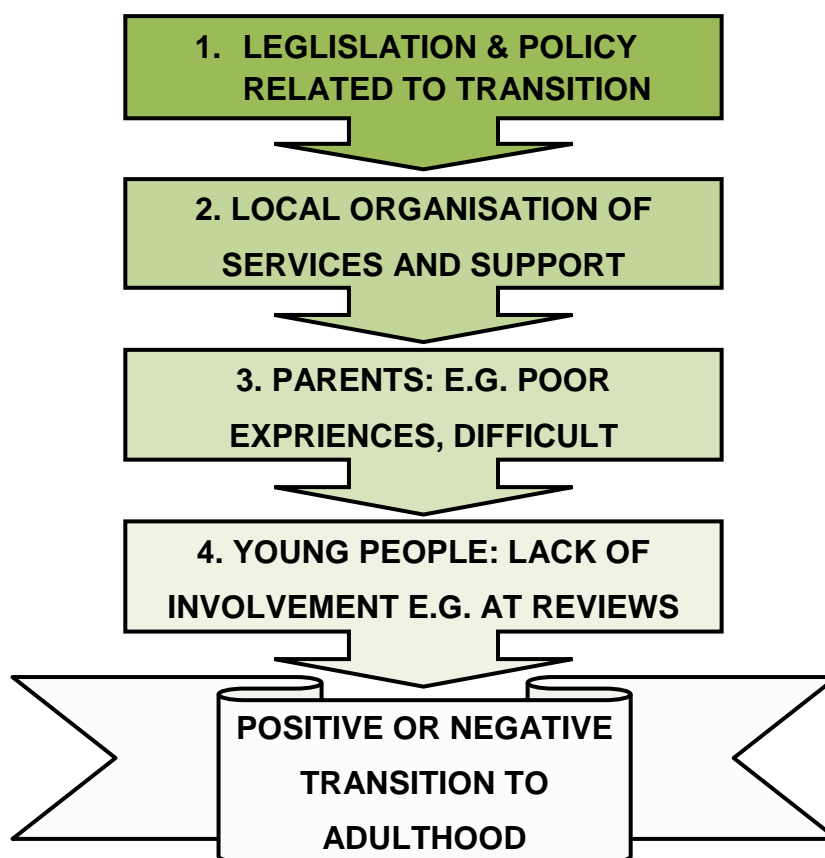 1. LEGLISLATION & POLICY
RELATED TO TRANSITION
2. LOCAL ORGANISATION OF
SERVICES AND SUPPORT
3. PARENTS: E.G. POOR
EXPRIENCES, DIFFICULT
4. YOUNG PEOPLE: LACK OF
INVOLVEMENT E.G. AT REVIEWS
POSITIVE OR NEGATIVE
TRANSITION TO
ADULTHOOD